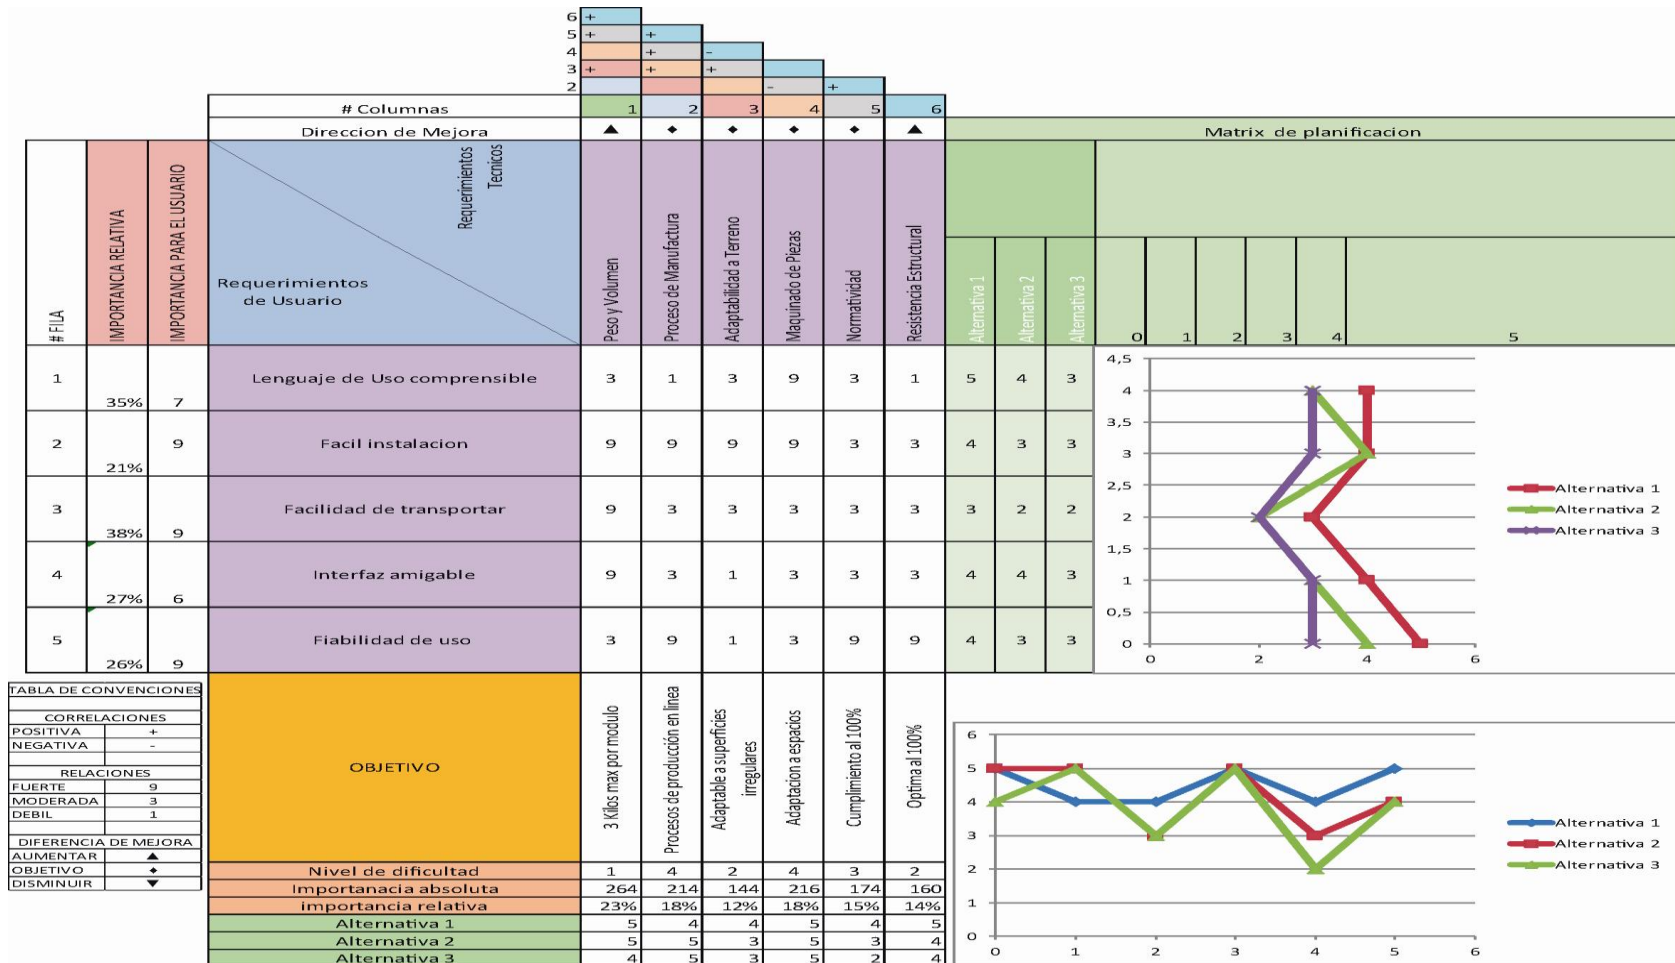 6 +
5 + +
4 + -
3 + + +
2 - +
# Columnas 1 2 3 4 5 6
Direccion de Mejora ▲ ◆ ◆ ◆ ◆ ▲ Matrix de planificacion
# FILA
IMPORTANCIA RELATIVA
IMPORTANCIA PARA EL USUARIO
Requerimientos
Tecnicos
Requerimientos
de Usuario
Peso y Volumen
Proceso de Manufactura
Adaptabilidad a Terreno
Maquinado de Piezas
Normatividad
Resistencia Estructural
Alternativa 1
Alternativa 2
Alternativa 3
0 1 2 3 4 5
1 35% 7 Lenguaje de Uso comprensible 3 1 3 9 3 1 5 4 3
2 21% 9 Facil instalacion 9 9 9 9 3 3 4 3 3
3 38% 9 Facilidad de transportar 9 3 3 3 3 3 3 2 2
4 27% 6 Interfaz amigable 9 3 1 3 3 3 4 4 3
5 26% 9 Fiabilidad de uso 3 9 1 3 9 9 4 3 3
4,5
4
3,5
3
2,5
2
1,5
1
0,5
0
0 2 4 6
Alternativa 1
Alternativa 2
Alternativa 3
TABLA DE CONVENCIONES
CORRELACIONES
POSITIVA +
NEGATIVA -
RELACIONES
FUERTE 9
MODERADA 3
DEBIL 1
DIFERENCIA DE MEJORA
AUMENTAR ▲
OBJETIVO ◆
DISMINUIR ▼
OBJETIVO
3 Kilos max por modulo
Procesos de producción en linea
Adaptable a superficies
irregulares
Adaptacion a espacios
Cumplimiento al 100%
Optima al 100%
Nivel de dificultad 1 4 2 4 3 2
Importanacia absoluta 264 214 144 216 174 160
importancia relativa 23% 18% 12% 18% 15% 14%
Alternativa 1 5 4 4 5 4 5
Alternativa 2 5 5 3 5 3 4
Alternativa 3 4 5 3 5 2 4
6
5
4
3
2
1
0
0 1 2 3 4 5 6
Alternativa 1
Alternativa 2
Alternativa 3